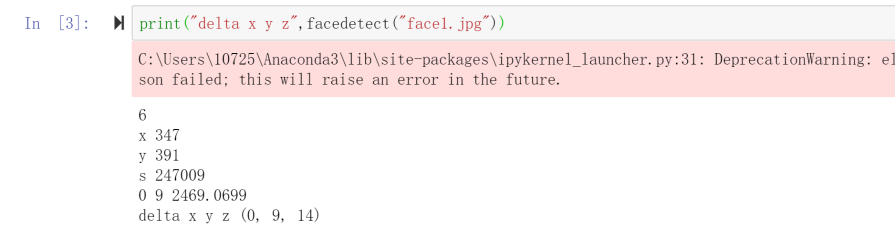 In [3]: print("delta x y z",facedetect("face1.jpg"))
C:\Users\10725\Anaconda3\lib\site-packages\ipykernel_launcher.py:31: DeprecationWarning:
son failed; this will raise an error in the future.
6
x 347
y 391
s 247009
0 9 2469.0699
delta x y z (0, 9, 14)